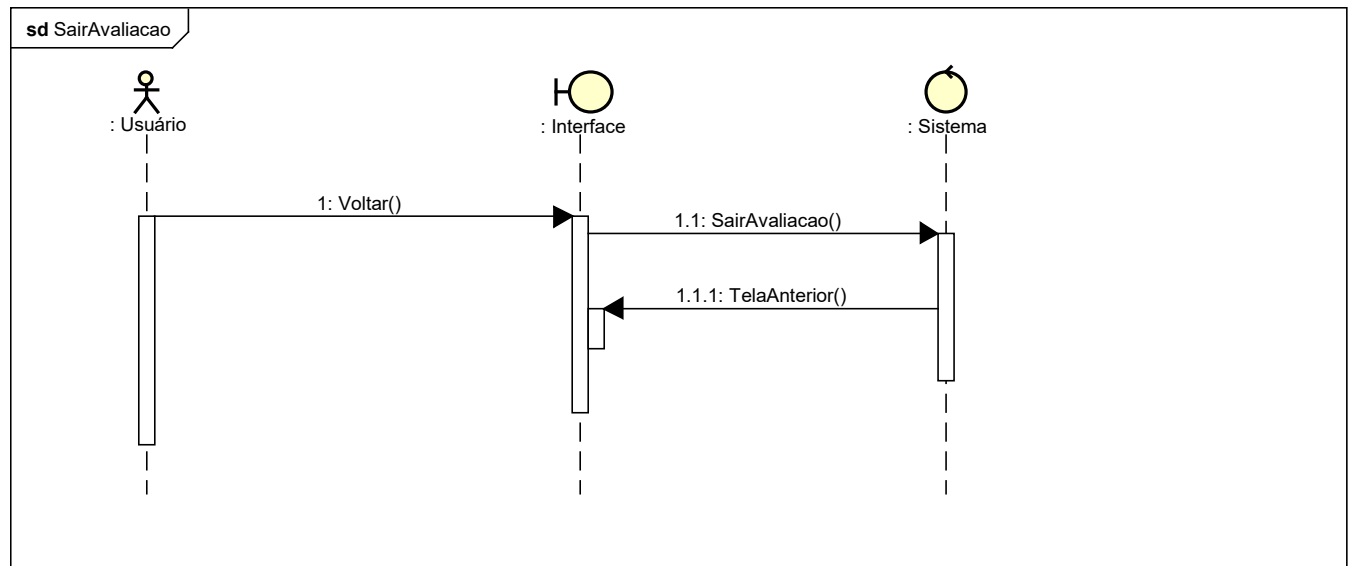 sd SairAvaliacao
: Usuário
: Interface
: Sistema
1: Voltar()
1.1: SairAvaliacao()
1.1.1: TelaAnterior()